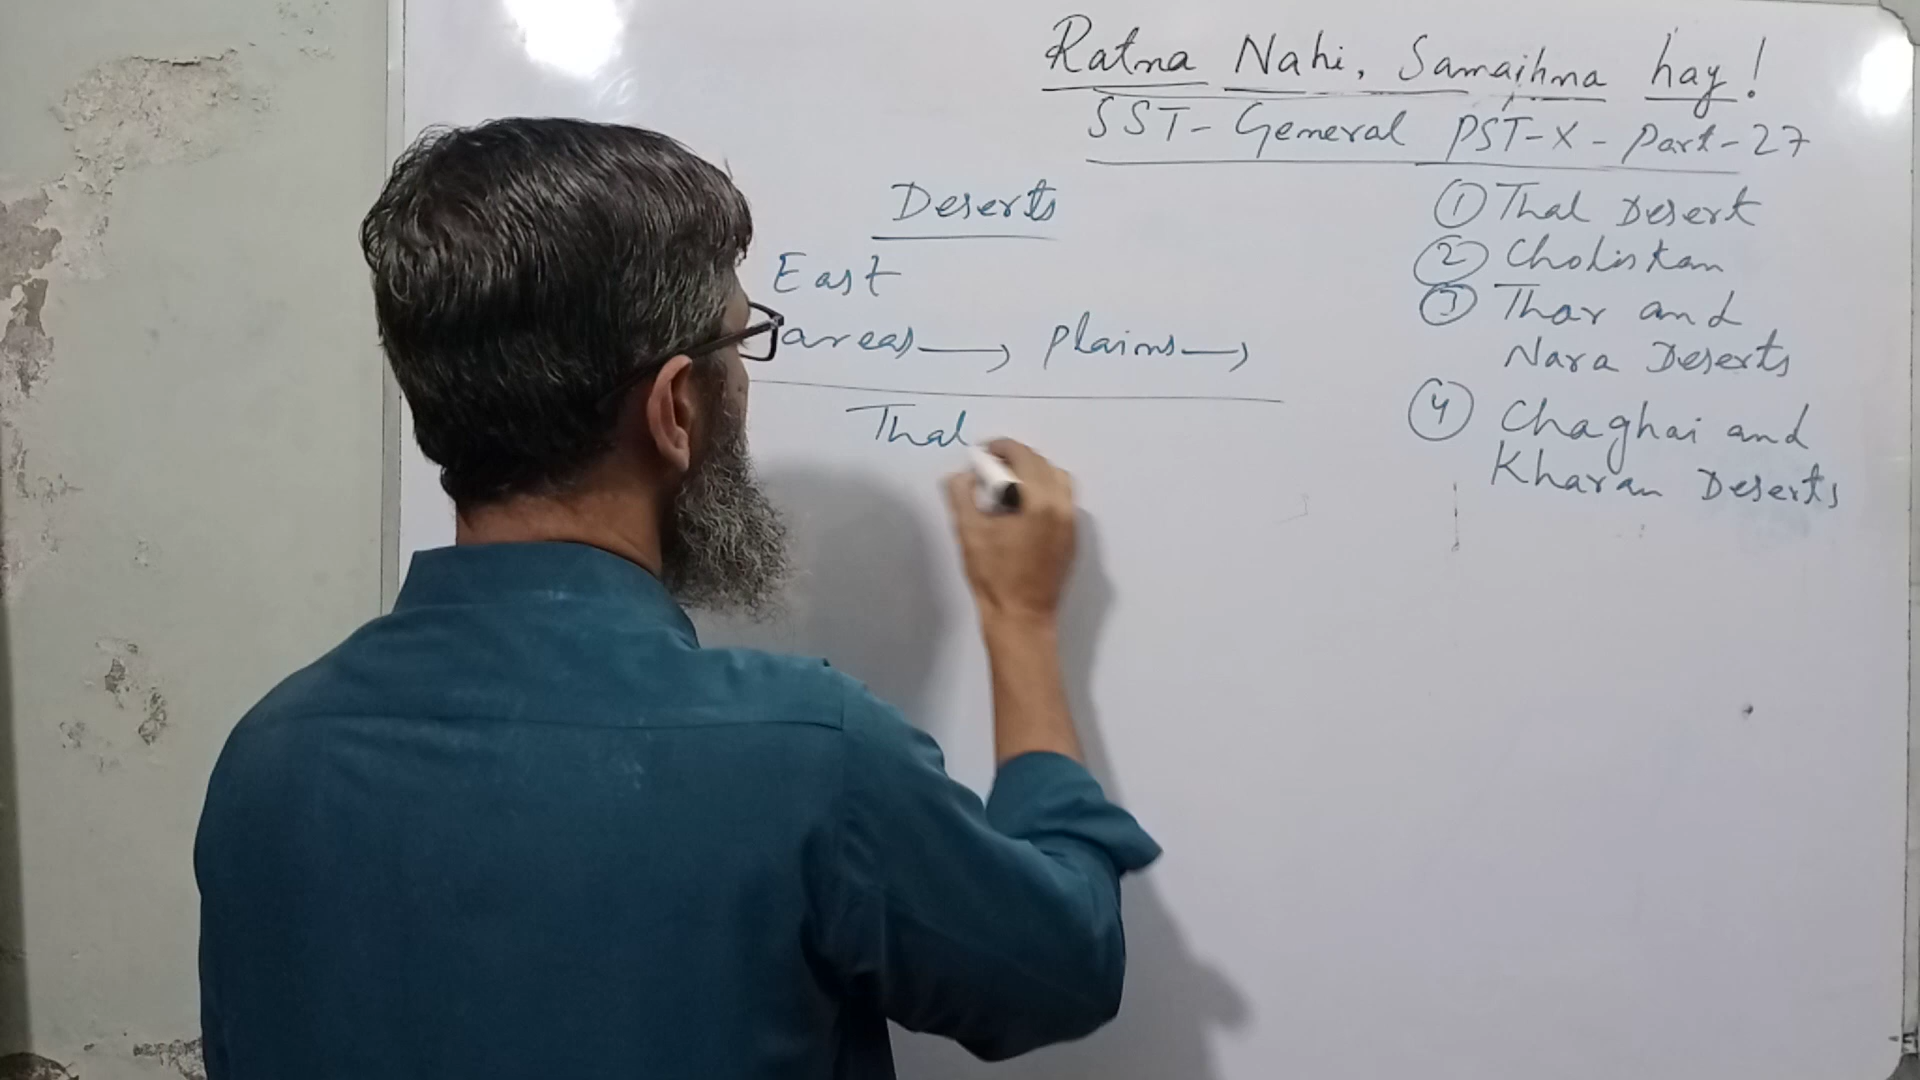 Ratna Nahi, Samajhna hay!
SST- General PST-X- Part-27
Deserts
East
areas → plains →
Thal
① Thal Desert
② Cholistan
③ Thar and
Nara Deserts
④ Chaghai and
Kharan Deserts